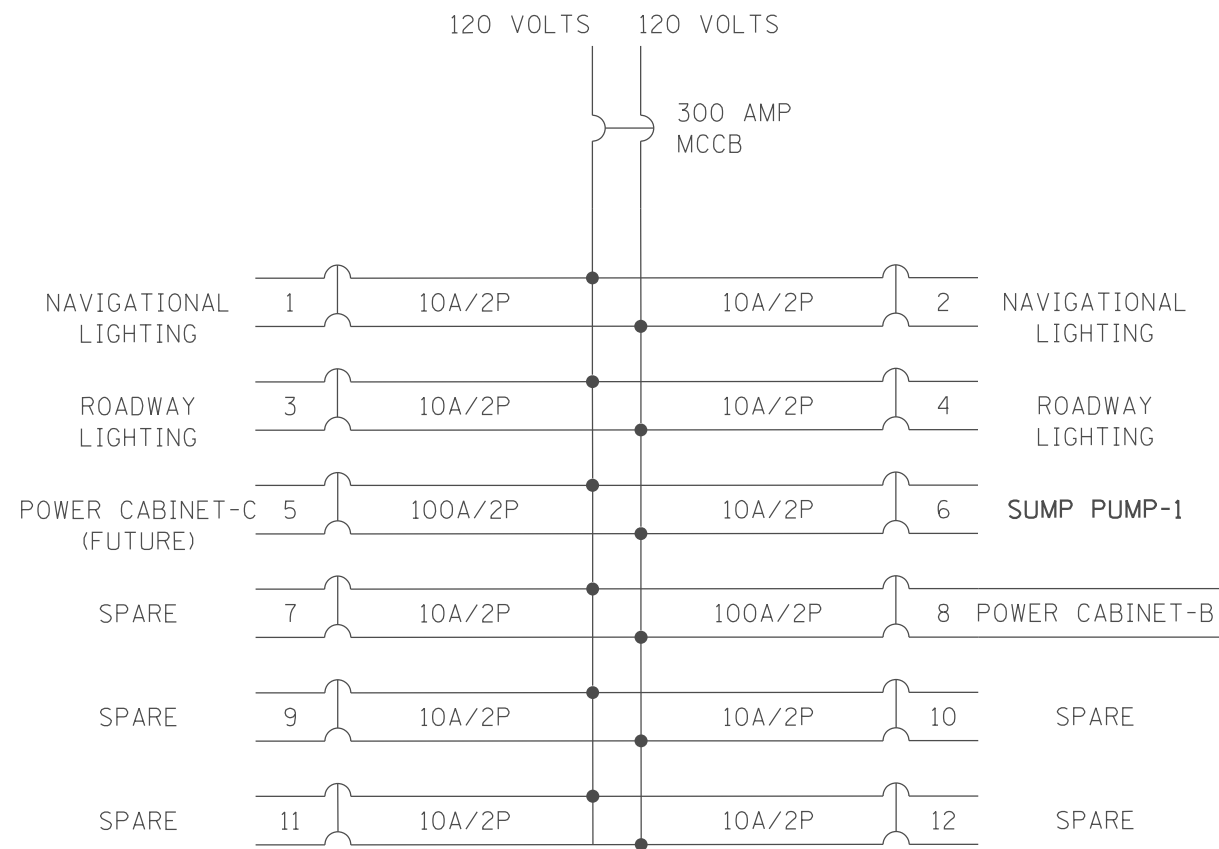 120 VOLTS 120 VOLTS
300 AMP
MCCB
NAVIGATIONAL
LIGHTING
1 10A/2P 10A/2P 2
NAVIGATIONAL
LIGHTING
ROADWAY
LIGHTING
3 10A/2P 10A/2P 4
ROADWAY
LIGHTING
POWER CABINET-C
(FUTURE)
5 100A/2P 10A/2P 6 SUMP PUMP-1
SPARE 7 10A/2P 100A/2P 8 POWER CABINET-B
SPARE 9 10A/2P 10A/2P 10 SPARE
SPARE 11 10A/2P 10A/2P 12 SPARE